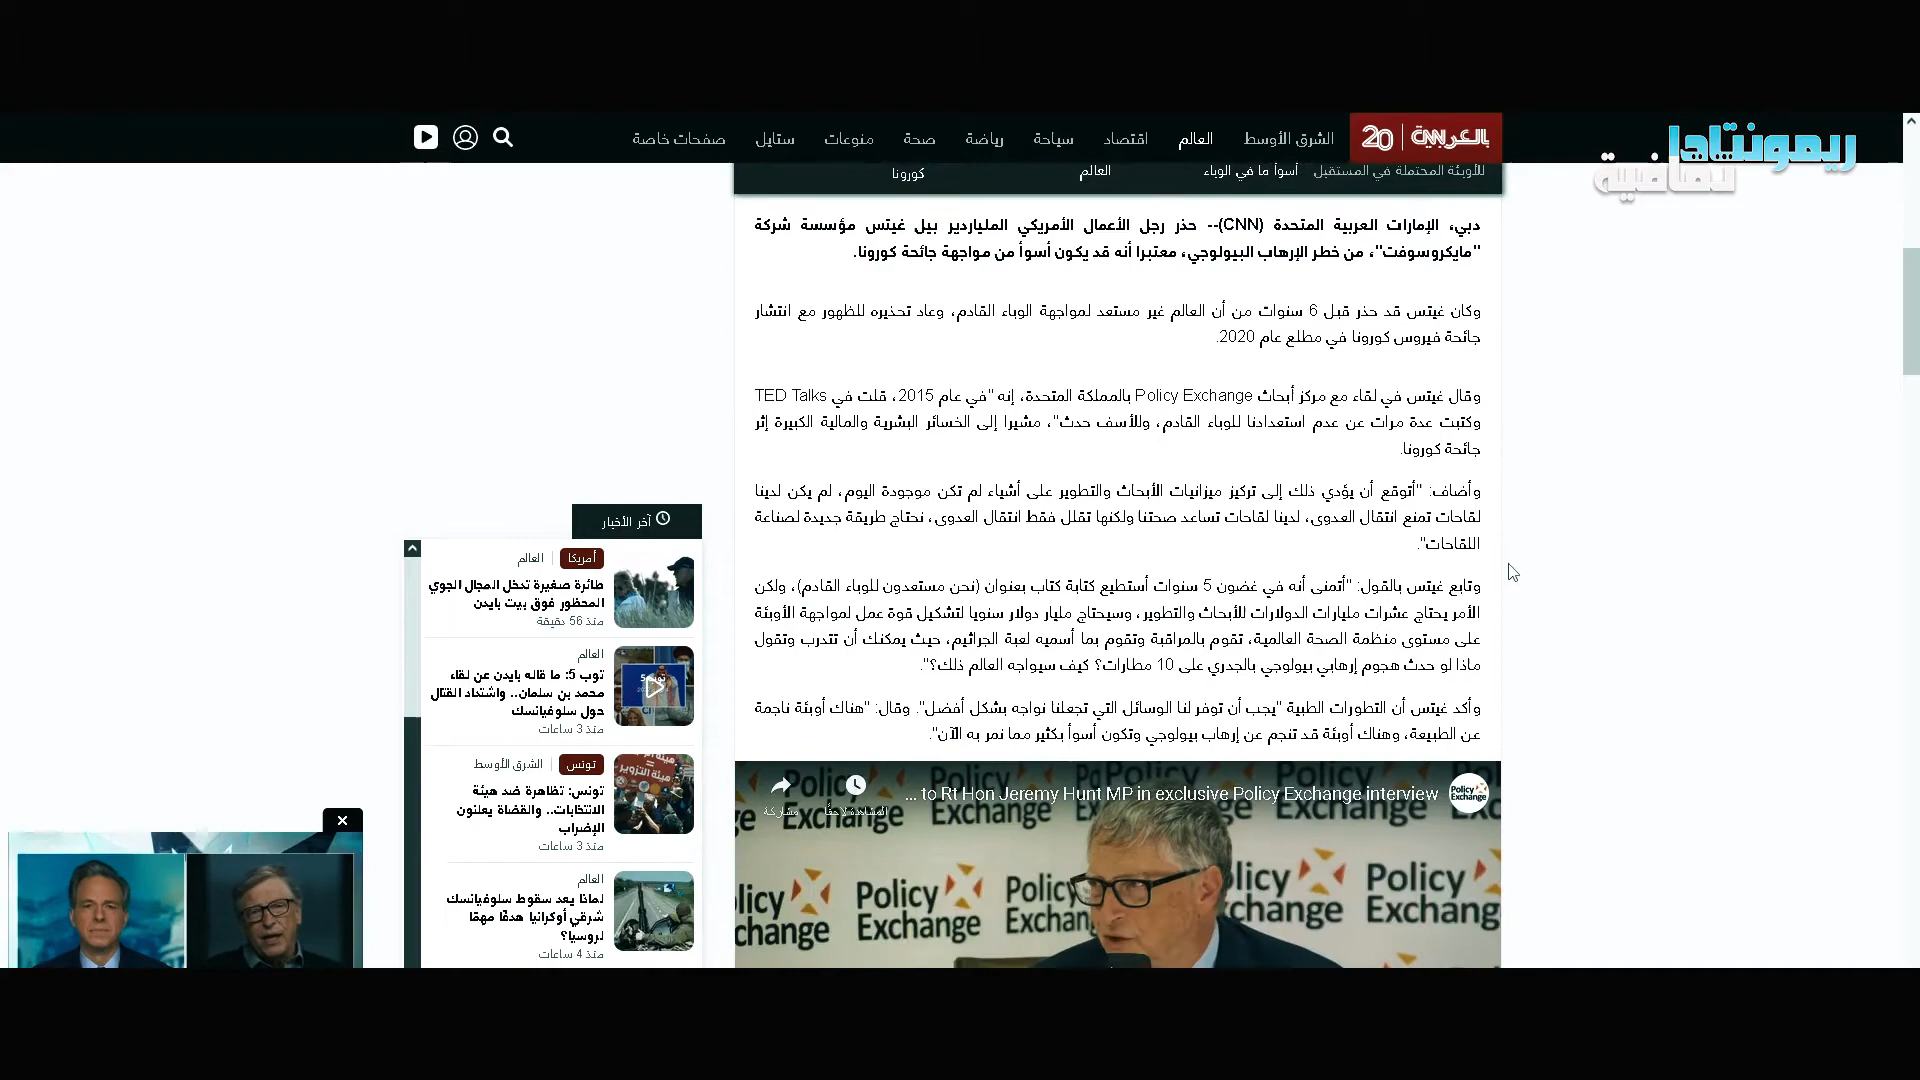 بالعربية CNN 20
الشرق الأوسط العالم اقتصاد سياحة رياضة صحة منوعات ستايل صفحات خاصة
ريمونتادا
ثقافية
للأوبئة المحتملة في المستقبل أسوأ ما في الوباء العالم كورونا
دبي، الإمارات العربية المتحدة (CNN)-- حذر رجل الأعمال الأمريكي الملياردير بيل غيتس مؤسسة شركة
"مايكروسوفت"، من خطر الإرهاب البيولوجي، معتبرا أنه قد يكون أسوأ من مواجهة جائحة كورونا.
وكان غيتس قد حذر قبل 6 سنوات من أن العالم غير مستعد لمواجهة الوباء القادم، وعاد تحذيره للظهور مع انتشار
جائحة فيروس كورونا في مطلع عام 2020.
وقال غيتس في لقاء مع مركز أبحاث Policy Exchange بالمملكة المتحدة، إنه "في عام 2015، قلت في TED Talks
وكتبت عدة مرات عن عدم استعدادنا للوباء القادم، وللأسف حدث"، مشيرا إلى الخسائر البشرية والمالية الكبيرة إثر
جائحة كورونا.
وأضاف: "أتوقع أن يؤدي ذلك إلى تركيز ميزانيات الأبحاث والتطوير على أشياء لم تكن موجودة اليوم، لم يكن لدينا
لقاحات تمنع انتقال العدوى، لدينا لقاحات تساعد صحتنا ولكنها تقلل فقط انتقال العدوى، نحتاج طريقة جديدة لصناعة
اللقاحات".
وتابع غيتس بالقول: "أتمنى أنه في غضون 5 سنوات أستطيع كتابة كتاب بعنوان (نحن مستعدون للوباء القادم)، ولكن
الأمر يحتاج عشرات مليارات الدولارات للأبحاث والتطوير، وسيحتاج مليار دولار سنويا لتشكيل قوة عمل لمواجهة الأوبئة
على مستوى منظمة الصحة العالمية، تقوم بالمراقبة وتقوم بما أسميه لعبة الجراثيم، حيث يمكنك أن تتدرب وتقول
ماذا لو حدث هجوم إرهابي بيولوجي بالجدري على 10 مطارات؟ كيف سيواجه العالم ذلك؟".
وأكد غيتس أن التطورات الطبية "يجب أن توفر لنا الوسائل التي تجعلنا نواجه بشكل أفضل". وقال: "هناك أوبئة ناجمة
عن الطبيعة، وهناك أوبئة قد تنجم عن إرهاب بيولوجي وتكون أسوأ بكثير مما نمر به الآن".
... to Rt Hon Jeremy Hunt MP in exclusive Policy Exchange interview
Policy Exchange
المشاهدة لاحقًا
مشاركة
Policy Exchange
Policy Exchange
آخر الأخبار
أمريكا | العالم
طائرة صغيرة تدخل المجال الجوي
المحظور فوق بيت بايدن
منذ 56 دقيقة
العالم
توب 5: ما قاله بايدن عن لقاء
محمد بن سلمان.. واشتداد القتال
حول سلوفيانسك
منذ 3 ساعات
توب 5
تونس | الشرق الأوسط
تونس: تظاهرة ضد هيئة
الانتخابات.. والقضاة يعلنون
الإضراب
منذ 3 ساعات
العالم
لماذا يعد سقوط سلوفيانسك
شرقي أوكرانيا هدفًا مهمًا
لروسيا؟
منذ 4 ساعات